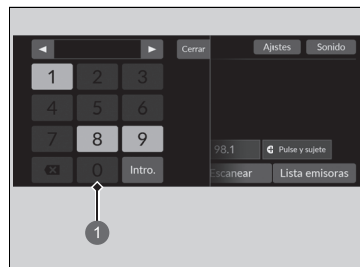 Cerrar Ajustes Sonido
1 2 3
4 5 6
7 8 9
98.1 Pulse y sujete
0 Intro. Escanear Lista emisoras
1